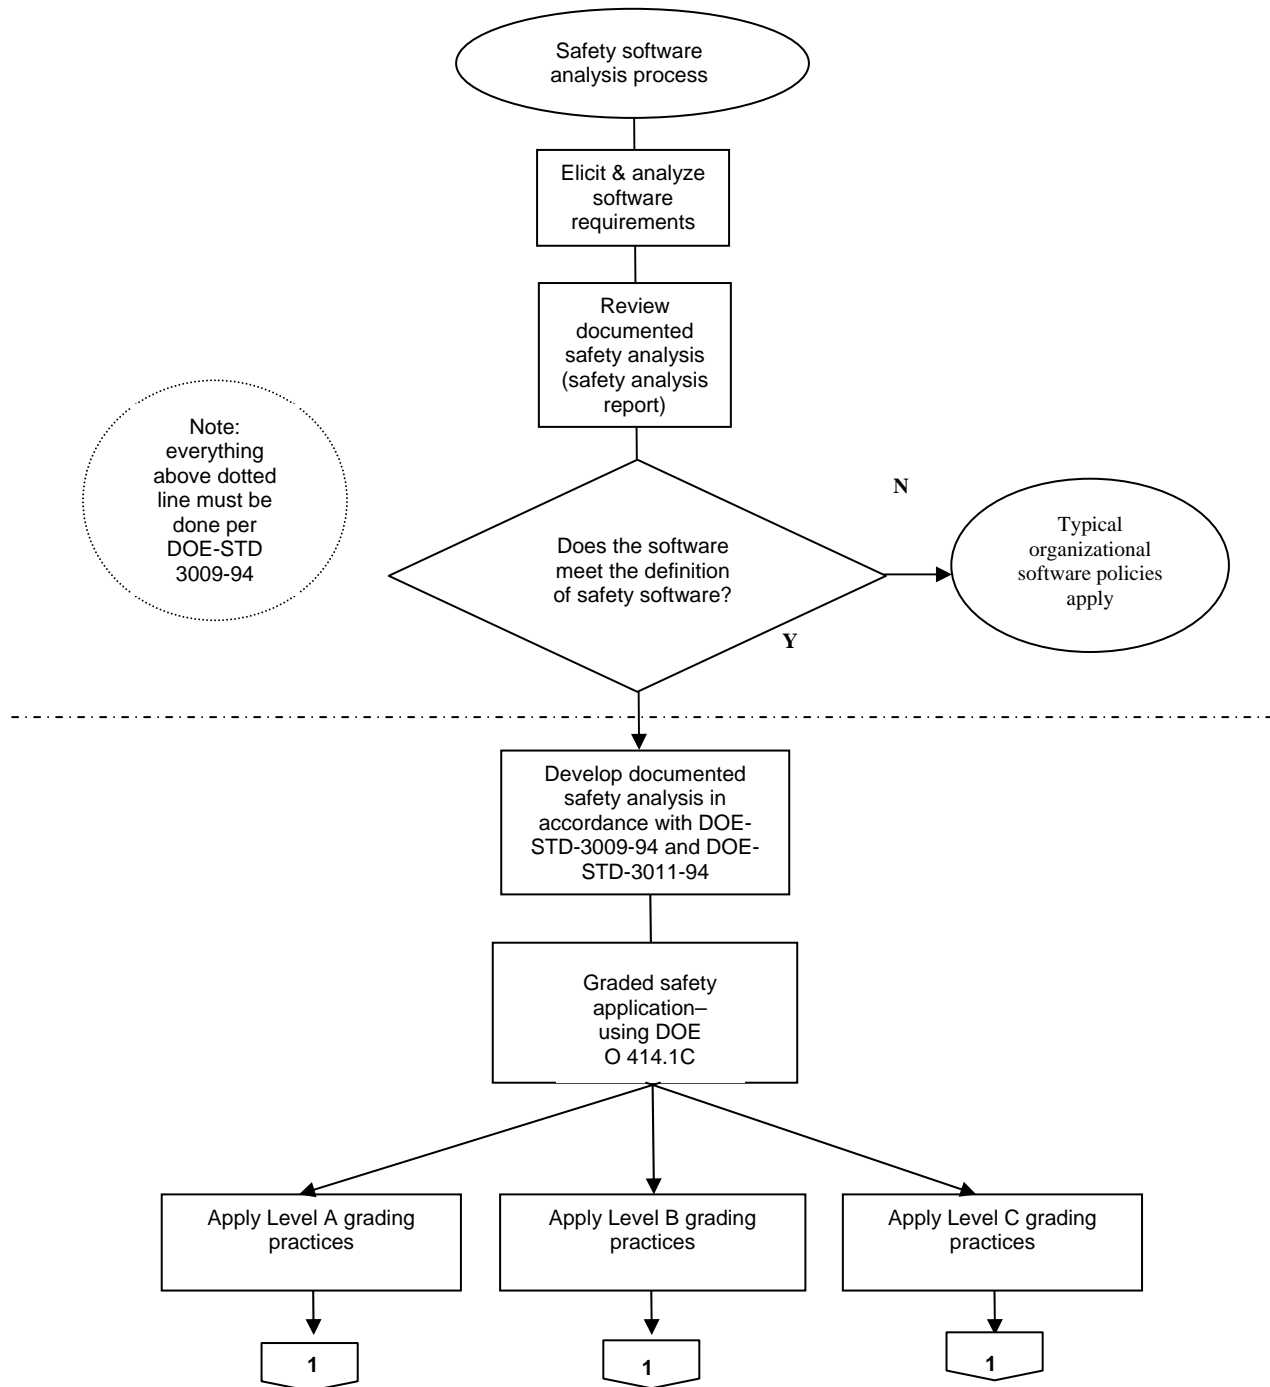 Safety software
analysis process
Elicit & analyze
software
requirements
Review
documented
safety analysis
(safety analysis
report)
Note:
everything
above dotted
line must be
done per
DOE-STD
3009-94
Does the software
meet the definition
of safety software?
N
Typical
organizational
software policies
apply
Y
Develop documented
safety analysis in
accordance with DOE-
STD-3009-94 and DOE-
STD-3011-94
Graded safety
application–
using DOE
O 414.1C
Apply Level A grading
practices
Apply Level B grading
practices
Apply Level C grading
practices
1
1
1